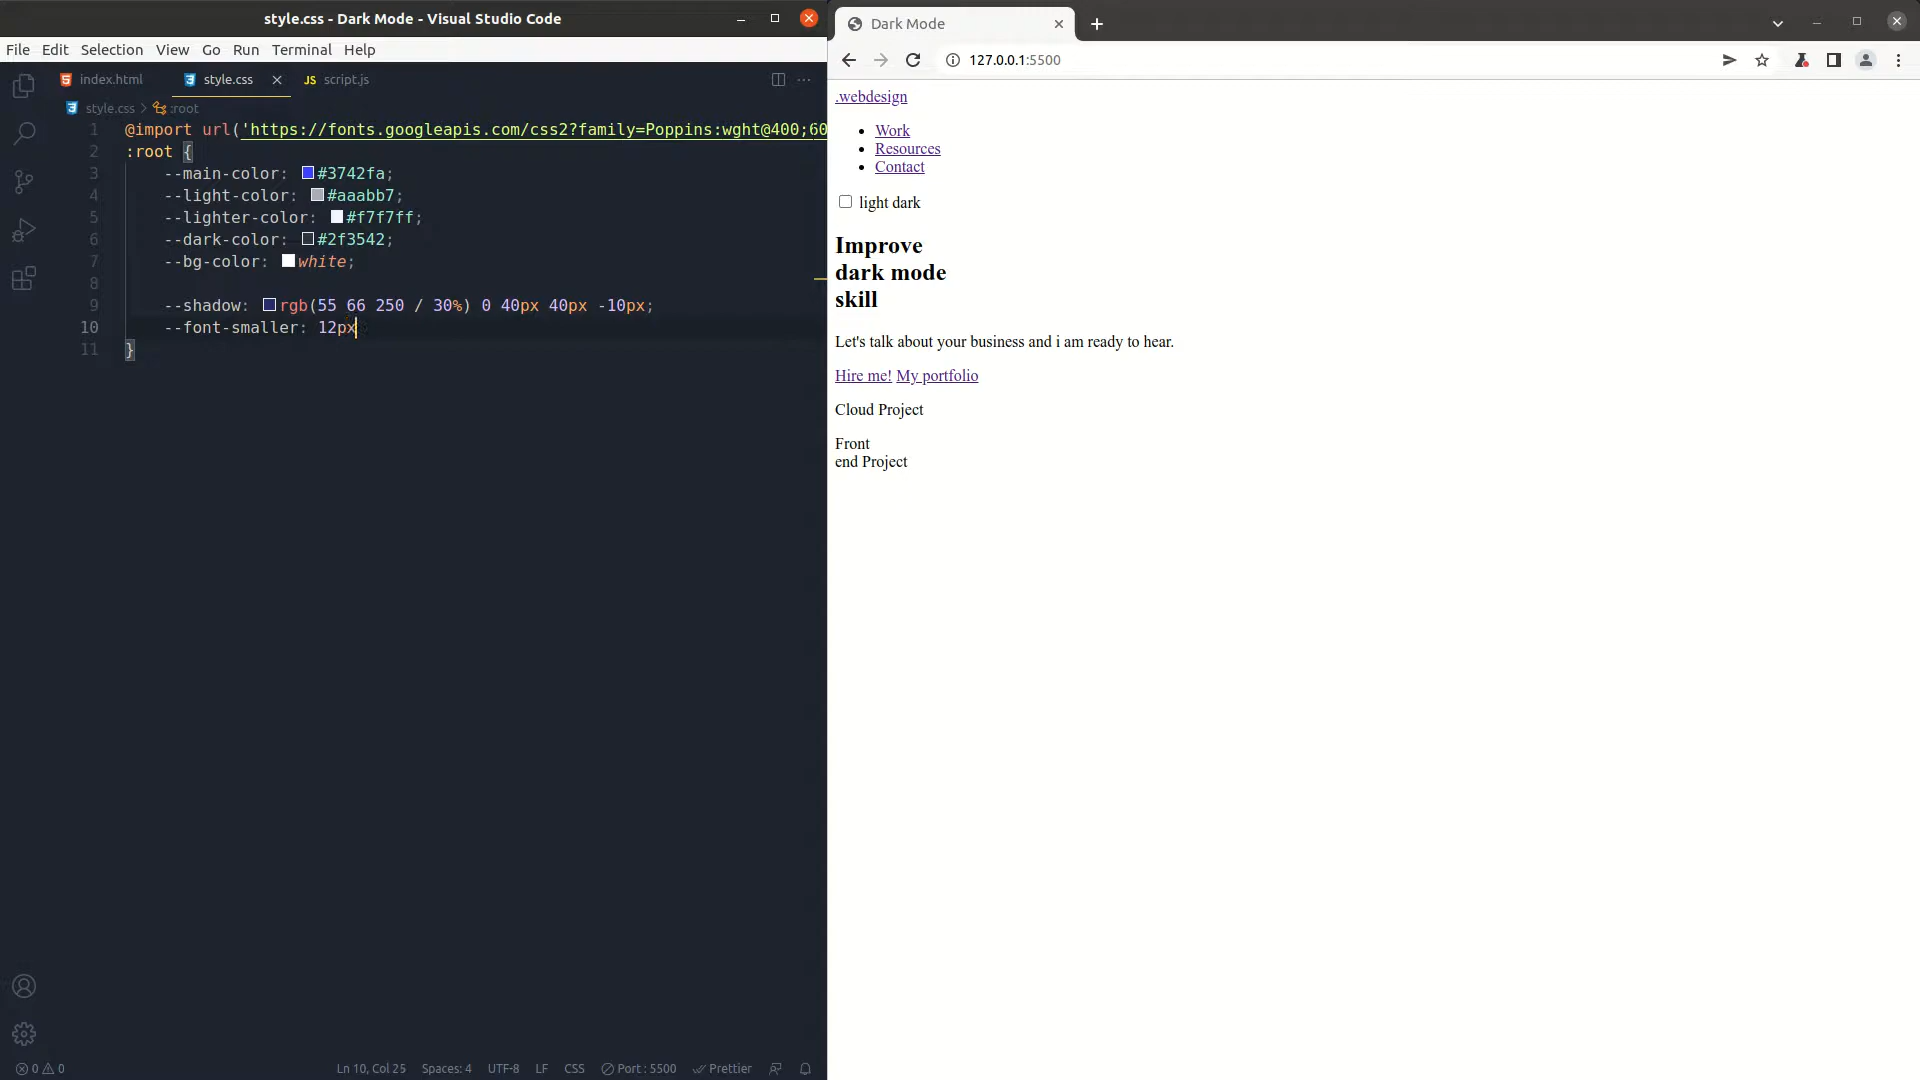 style.css - Dark Mode - Visual Studio Code
File Edit Selection View Go Run Terminal Help
index.html style.css script.js
style.css > :root
1 @import url('https://fonts.googleapis.com/css2?family=Poppins:wght@400;60
2 :root {
3 --main-color: #3742fa;
4 --light-color: #aaabb7;
5 --lighter-color: #f7f7ff;
6 --dark-color: #2f3542;
7 --bg-color: white;
8
9 --shadow: rgb(55 66 250 / 30%) 0 40px 40px -10px;
10 --font-smaller: 12px
11 }
0 0
Ln 10, Col 25 Spaces: 4 UTF-8 LF CSS Port : 5500 Prettier
Dark Mode
127.0.0.1:5500
.webdesign
Work
Resources
Contact
light dark
Improve
dark mode
skill
Let's talk about your business and i am ready to hear.
Hire me! My portfolio
Cloud Project
Front
end Project